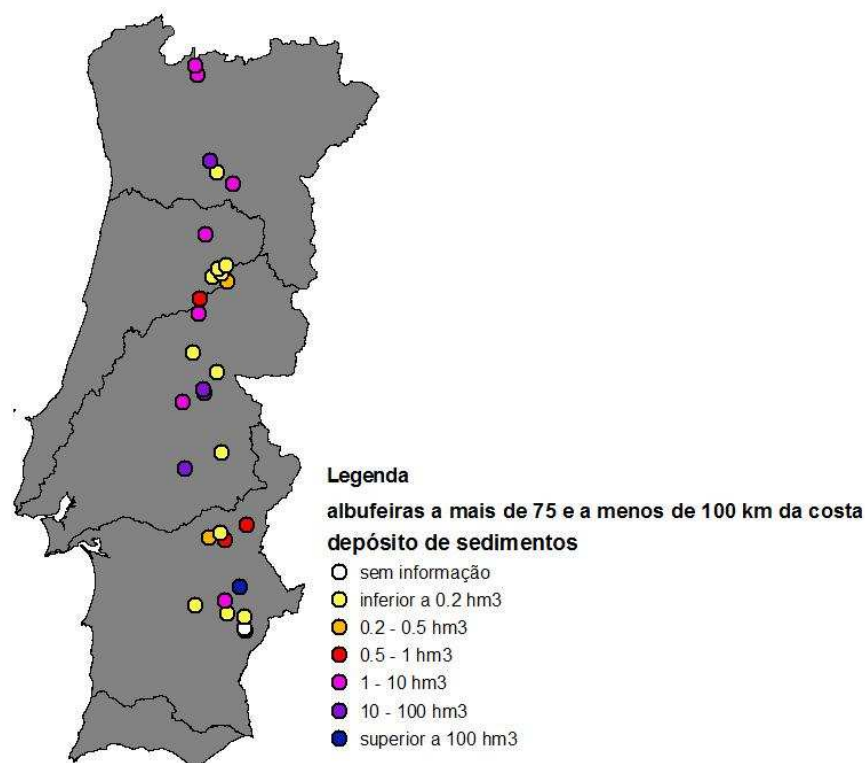 Legenda
albufeiras a mais de 75 e a menos de 100 km da costa
depósito de sedimentos
sem informação
inferior a 0.2 hm3
0.2 - 0.5 hm3
0.5 - 1 hm3
1 - 10 hm3
10 - 100 hm3
superior a 100 hm3